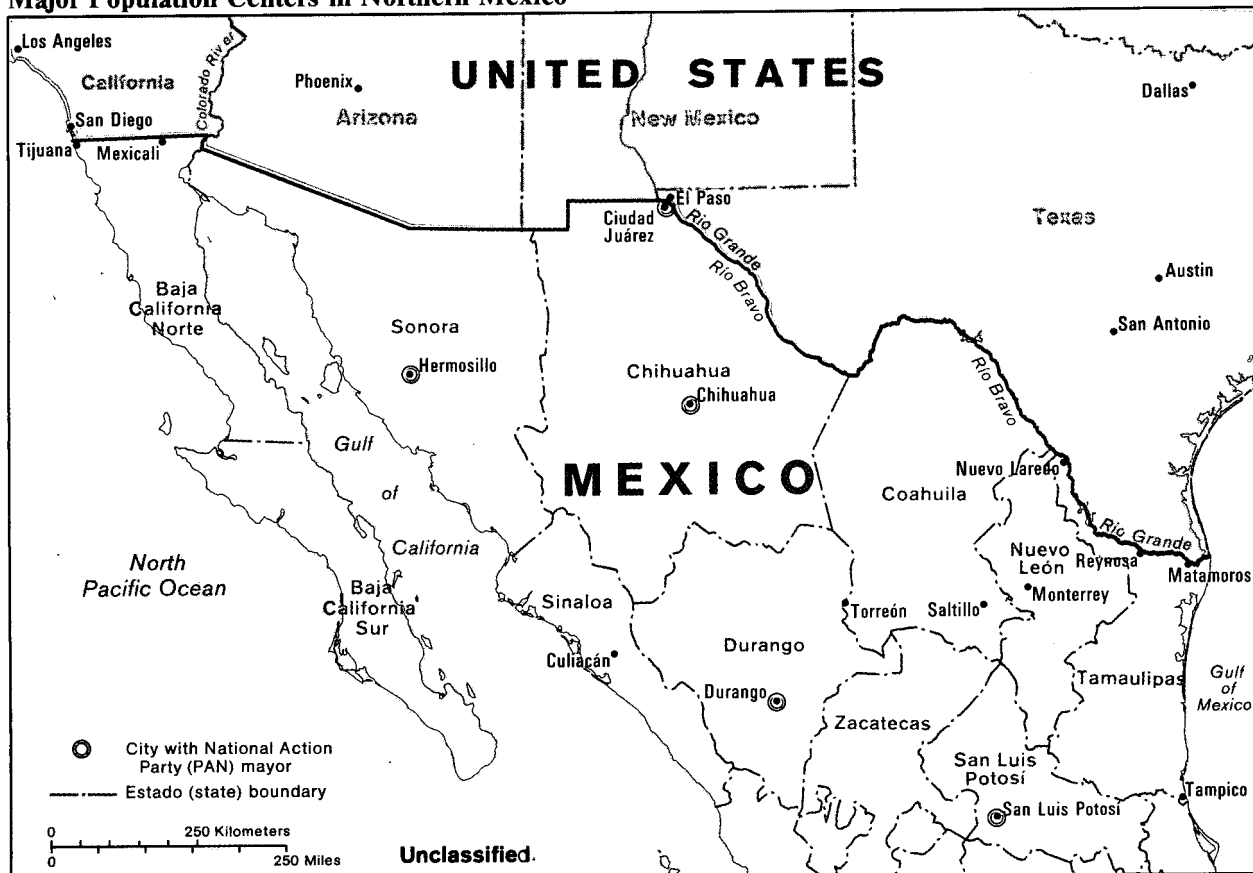 Major Population Centers in Northern Mexico
Los Angeles
California
Colorado River
Phoenix
Arizona
UNITED STATES
New Mexico
Dallas
San Diego
Tijuana
Mexicali
El Paso
Ciudad
Juárez
Rio Grande
Río Bravo
Texas
Austin
San Antonio
Baja
California
Norte
Sonora
Hermosillo
Chihuahua
Chihuahua
Río Bravo
Gulf
of
California
MEXICO
Nuevo Laredo
Coahuila
Rio Grande
North
Pacific Ocean
Baja
California
Sur
Sinaloa
Culiacán
Nuevo
León
Reynosa
Matamoros
Monterrey
Torreón
Saltillo
Durango
Durango
Zacatecas
Tamaulipas
Gulf
of
Mexico
San Luis
Potosí
San Luis Potosí
Tampico
City with National Action
Party (PAN) mayor
Estado (state) boundary
0 250 Kilometers
0 250 Miles
Unclassified